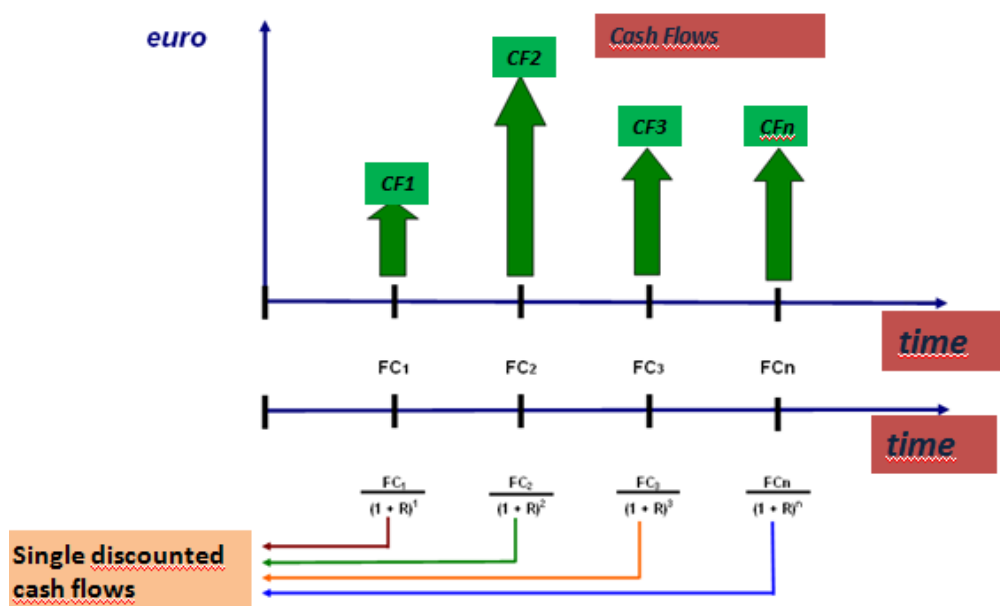 euro
Cash Flows
CF2
CF3
CFn
CF1
time
FC₁ FC₂ FC₃ FCn
time
FC₁ FC₂ FC₃ FCn
(1 + R)¹ (1 + R)² (1 + R)³ (1 + R)ⁿ
Single discounted
cash flows